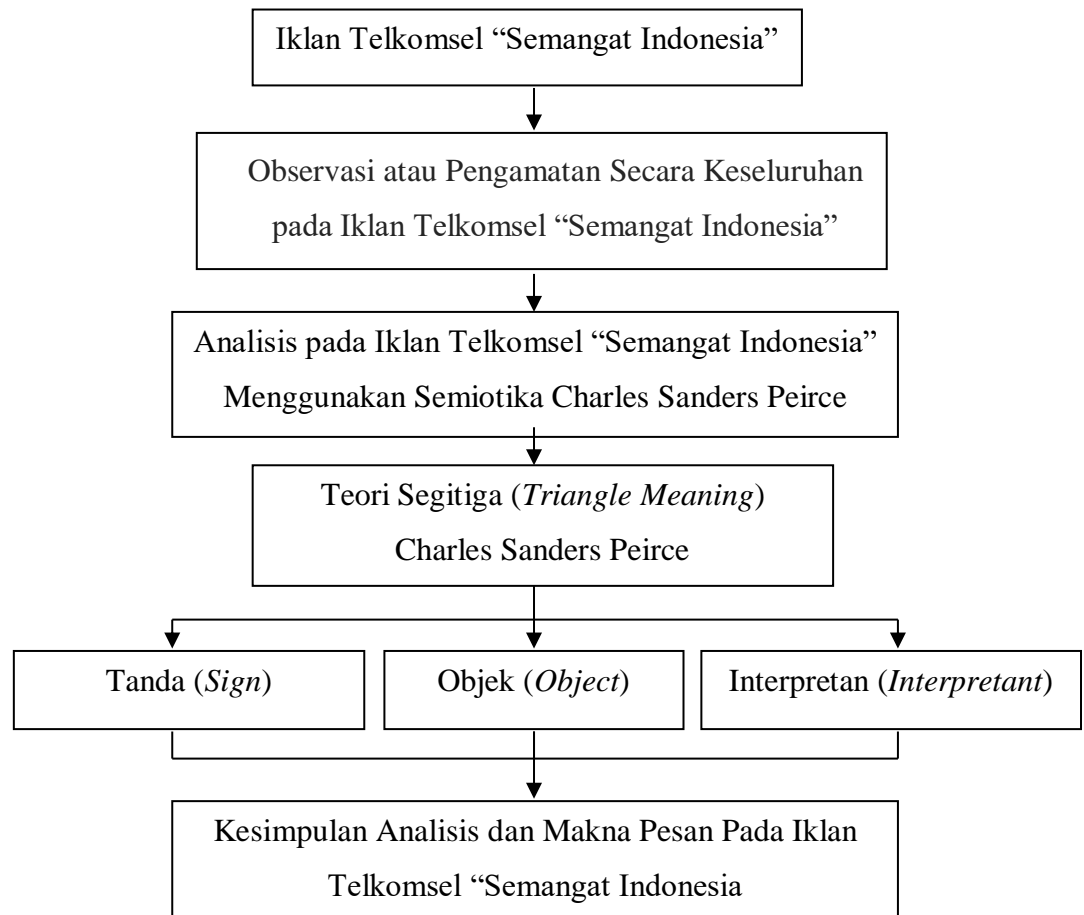 Iklan Telkomsel “Semangat Indonesia”
Observasi atau Pengamatan Secara Keseluruhan
pada Iklan Telkomsel “Semangat Indonesia”
Analisis pada Iklan Telkomsel “Semangat Indonesia”
Menggunakan Semiotika Charles Sanders Peirce
Teori Segitiga (Triangle Meaning)
Charles Sanders Peirce
Tanda (Sign)
Objek (Object)
Interpretan (Interpretant)
Kesimpulan Analisis dan Makna Pesan Pada Iklan
Telkomsel “Semangat Indonesia